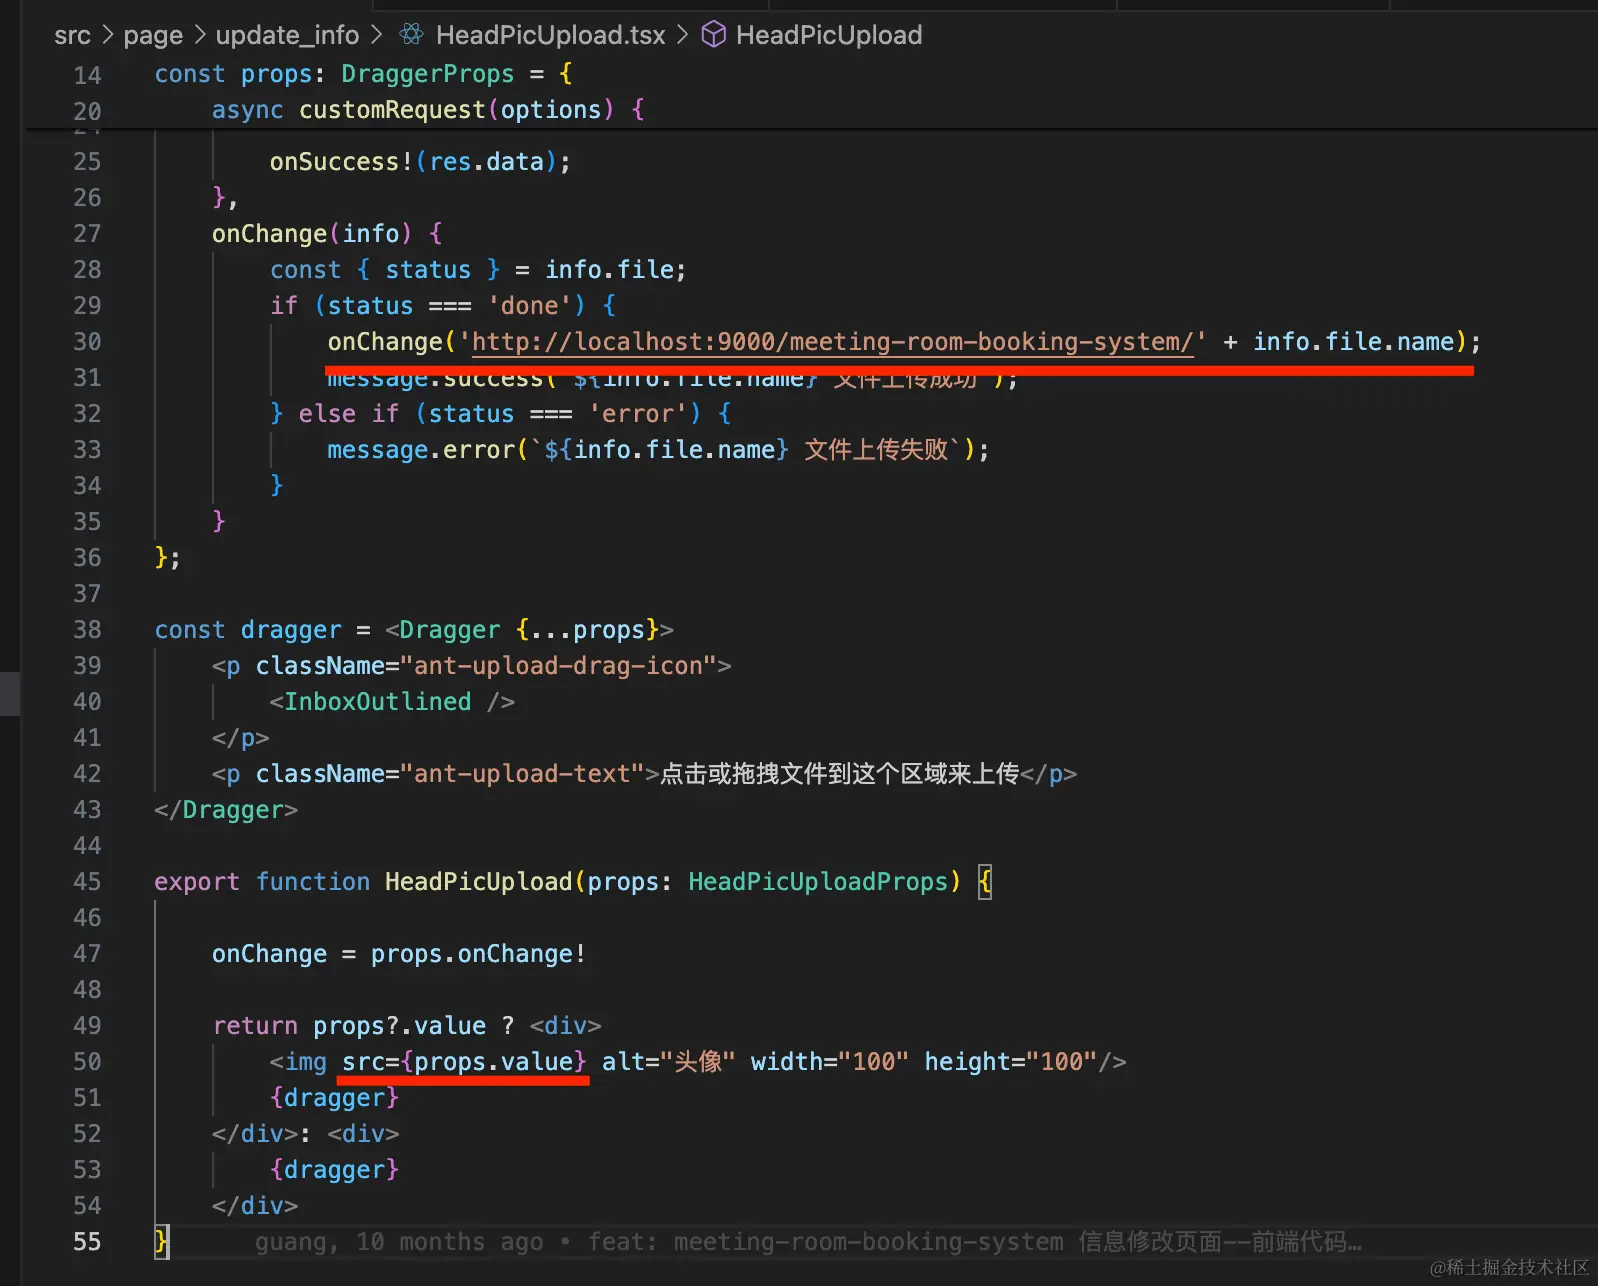 src > page > update_info > HeadPicUpload.tsx > HeadPicUpload
14 const props: DraggerProps = {
20 async customRequest(options) {
25 onSuccess!(res.data);
26 },
27 onChange(info) {
28 const { status } = info.file;
29 if (status === 'done') {
30 onChange('http://localhost:9000/meeting-room-booking-system/' + info.file.name);
31 message.success(`${info.file.name} 文件上传成功`);
32 } else if (status === 'error') {
33 message.error(`${info.file.name} 文件上传失败`);
34 }
35 }
36 };
37
38 const dragger = <Dragger {...props}>
39 <p className="ant-upload-drag-icon">
40 <InboxOutlined />
41 </p>
42 <p className="ant-upload-text">点击或拖拽文件到这个区域来上传</p>
43 </Dragger>
44
45 export function HeadPicUpload(props: HeadPicUploadProps) {
46
47 onChange = props.onChange!
48
49 return props?.value ? <div>
50 <img src={props.value} alt="头像" width="100" height="100"/>
51 {dragger}
52 </div>: <div>
53 {dragger}
54 </div>
55 } guang, 10 months ago • feat: meeting-room-booking-system 信息修改页面--前端代码…
@稀土掘金技术社区